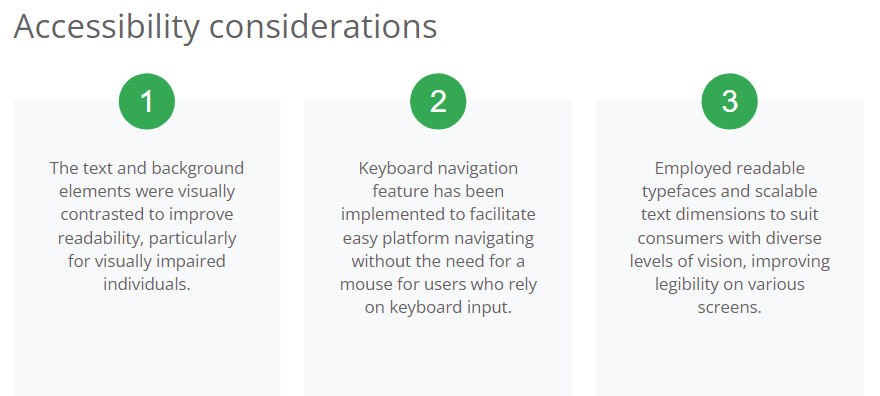 Accessibility considerations
1
The text and background
elements were visually
contrasted to improve
readability, particularly
for visually impaired
individuals.
2
Keyboard navigation
feature has been
implemented to facilitate
easy platform navigating
without the need for a
mouse for users who rely
on keyboard input.
3
Employed readable
typefaces and scalable
text dimensions to suit
consumers with diverse
levels of vision, improving
legibility on various
screens.